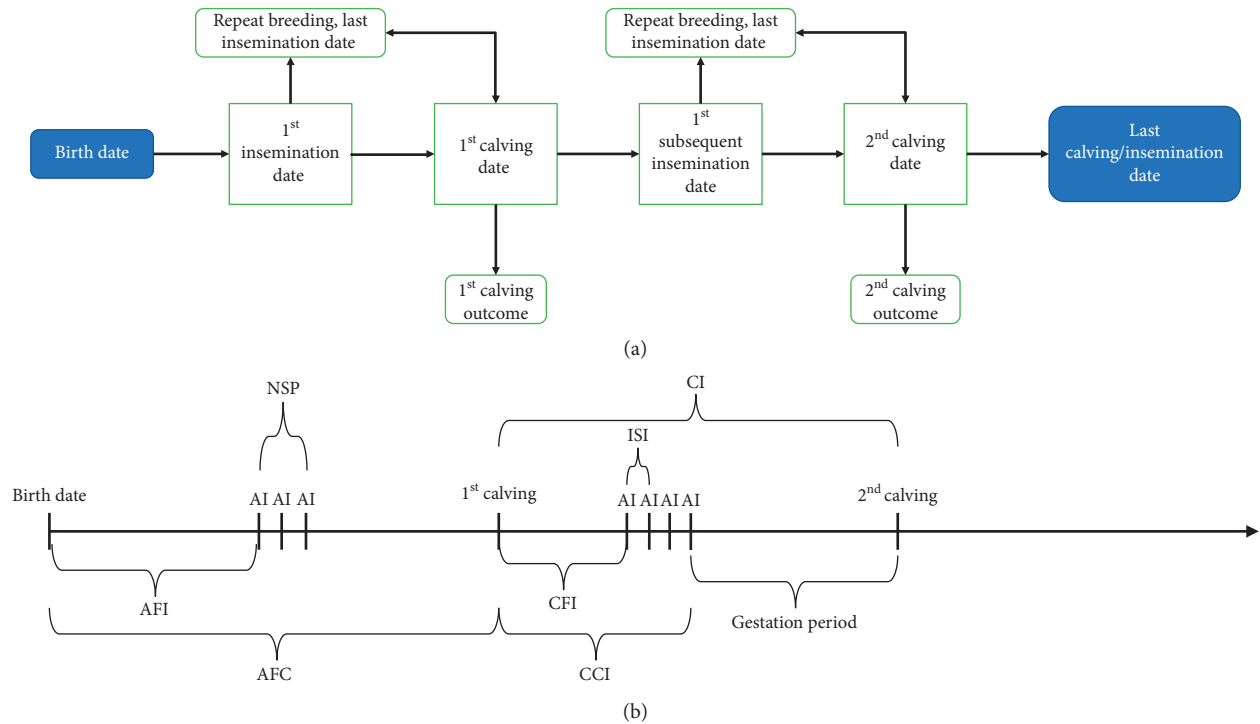 Repeat breeding, last
insemination date
Repeat breeding, last
insemination date
Birth date
1st
insemination
date
1st calving
date
1st
subsequent
insemination
date
2nd calving
date
Last
calving/insemination
date
1st calving
outcome
2nd calving
outcome
(a)
NSP
CI
ISI
Birth date
AI AI AI
1st calving
AI AI AI AI
2nd calving
AFI
CFI
Gestation period
AFC
CCI
(b)